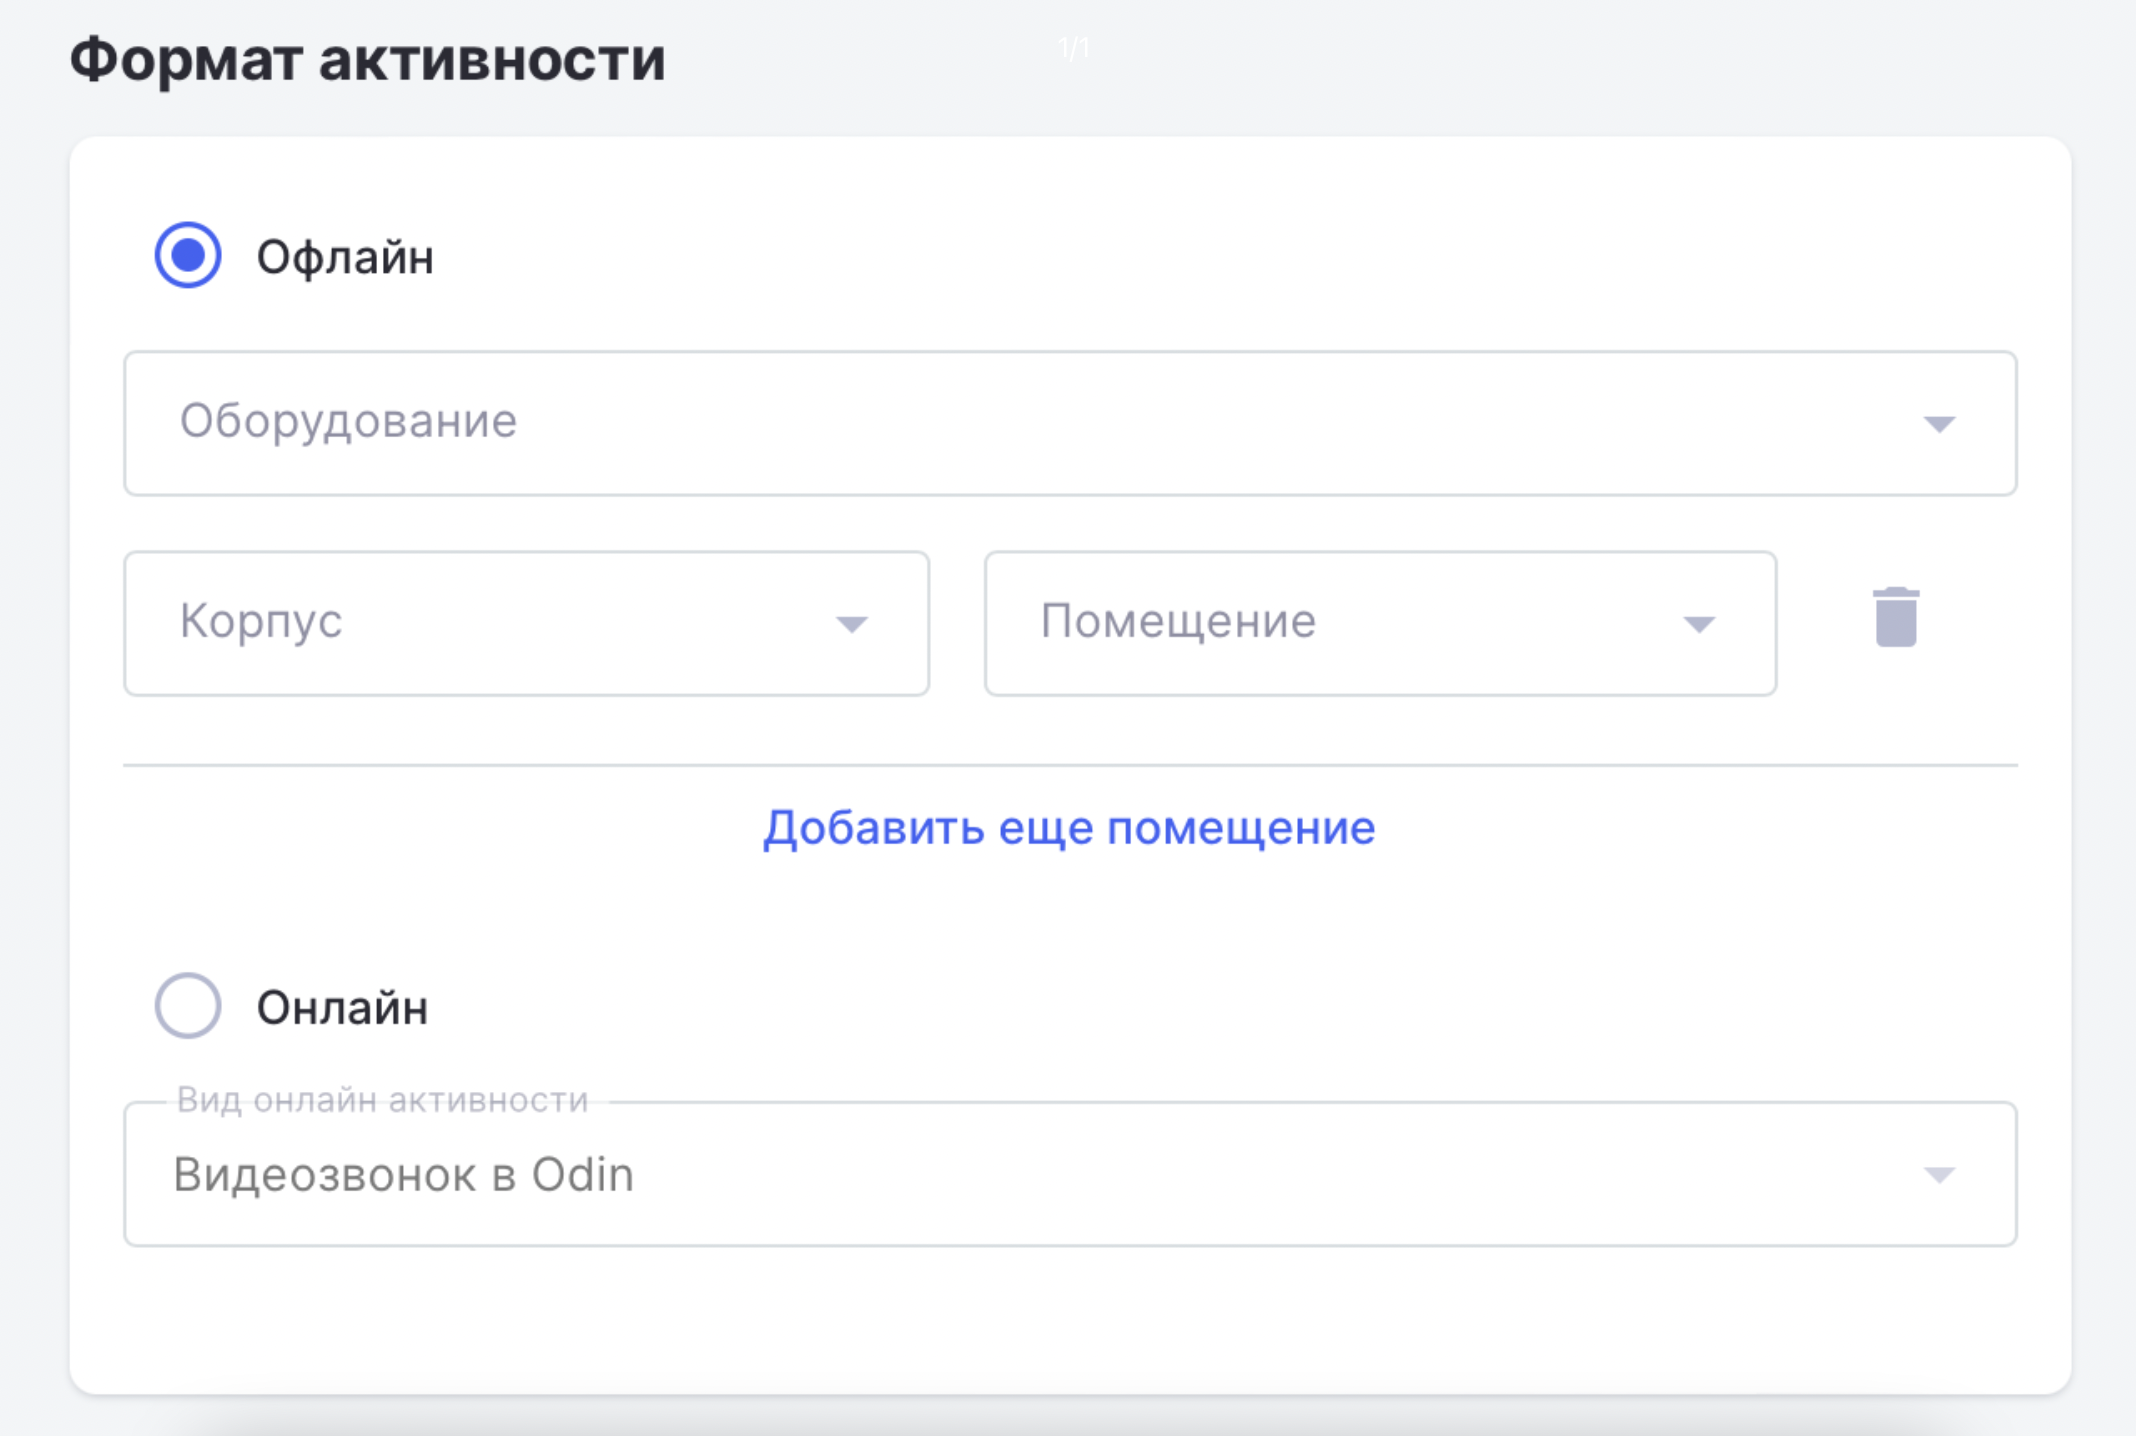 Формат активности
1/1
Офлайн
Оборудование
Корпус
Помещение
Добавить еще помещение
Онлайн
Вид онлайн активности
Видеозвонок в Odin